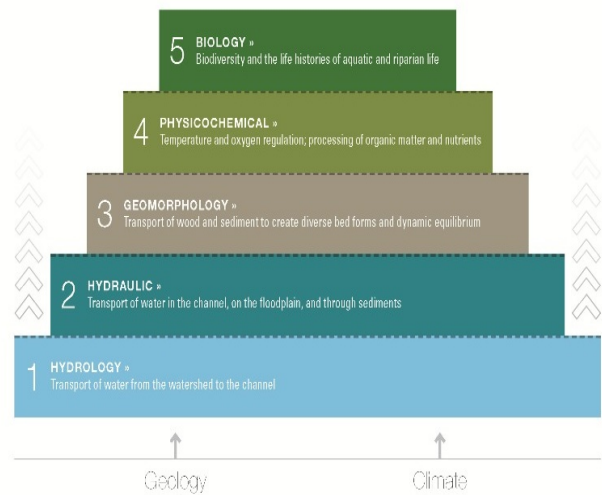 5 BIOLOGY »
Biodiversity and the life histories of aquatic and riparian life
4 PHYSICOCHEMICAL »
Temperature and oxygen regulation; processing of organic matter and nutrients
3 GEOMORPHOLOGY »
Transport of wood and sediment to create diverse bed forms and dynamic equilibrium
2 HYDRAULIC »
Transport of water in the channel, on the floodplain, and through sediments
1 HYDROLOGY »
Transport of water from the watershed to the channel
Geology Climate